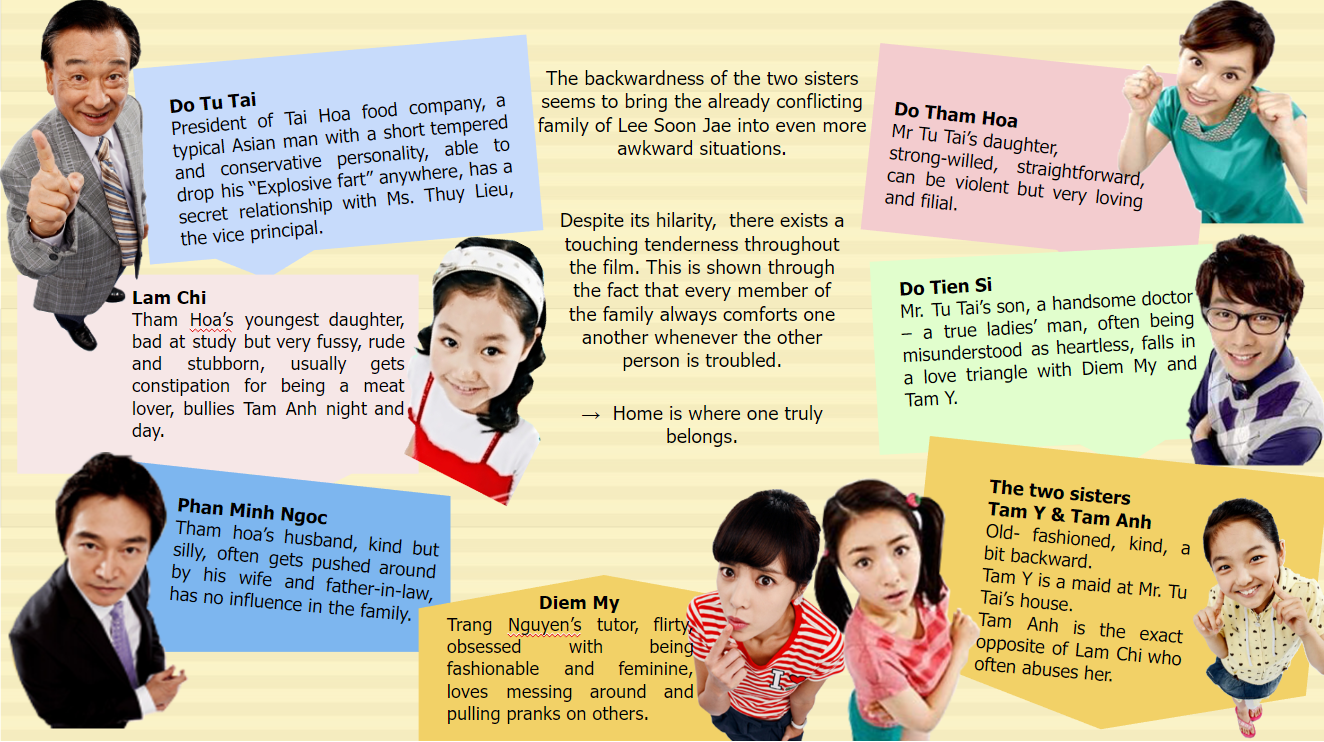 Do Tu Tai
President of Tai Hoa food company, a
typical Asian man with a short tempered
and conservative personality, able to
drop his “Explosive fart” anywhere, has a
secret relationship with Ms. Thuy Lieu,
the vice principal.
The backwardness of the two sisters
seems to bring the already conflicting
family of Lee Soon Jae into even more
awkward situations.
Despite its hilarity, there exists a
touching tenderness throughout
the film. This is shown through
the fact that every member of
the family always comforts one
another whenever the other
person is troubled.
→ Home is where one truly
belongs.
Do Tham Hoa
Mr Tu Tai’s daughter,
strong-willed, straightforward,
can be violent but very loving
and filial.
Lam Chi
Tham Hoa’s youngest daughter,
bad at study but very fussy, rude
and stubborn, usually gets
constipation for being a meat
lover, bullies Tam Anh night and
day.
Do Tien Si
Mr. Tu Tai’s son, a handsome doctor
– a true ladies’ man, often being
misunderstood as heartless, falls in
a love triangle with Diem My and
Tam Y.
Phan Minh Ngoc
Tham hoa’s husband, kind but
silly, often gets pushed around
by his wife and father-in-law,
has no influence in the family.
Diem My
Trang Nguyen’s tutor, flirty,
obsessed with being
fashionable and feminine,
loves messing around and
pulling pranks on others.
I
The two sisters
Tam Y & Tam Anh
Old- fashioned, kind, a
bit backward.
Tam Y is a maid at Mr. Tu
Tai’s house.
Tam Anh is the exact
opposite of Lam Chi who
often abuses her.